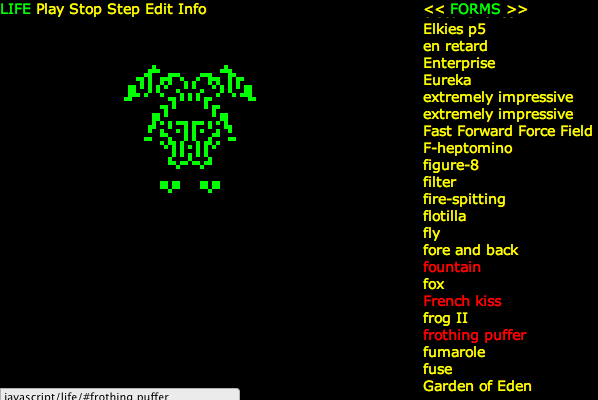 LIFE Play Stop Step Edit Info
<< FORMS >>
Elkies p5
en retard
Enterprise
Eureka
extremely impressive
extremely impressive
Fast Forward Force Field
F-heptomino
figure-8
filter
fire-spitting
flotilla
fly
fore and back
fountain
fox
French kiss
frog II
frothing puffer
fumarole
fuse
Garden of Eden
javascript/life/#frothing puffer